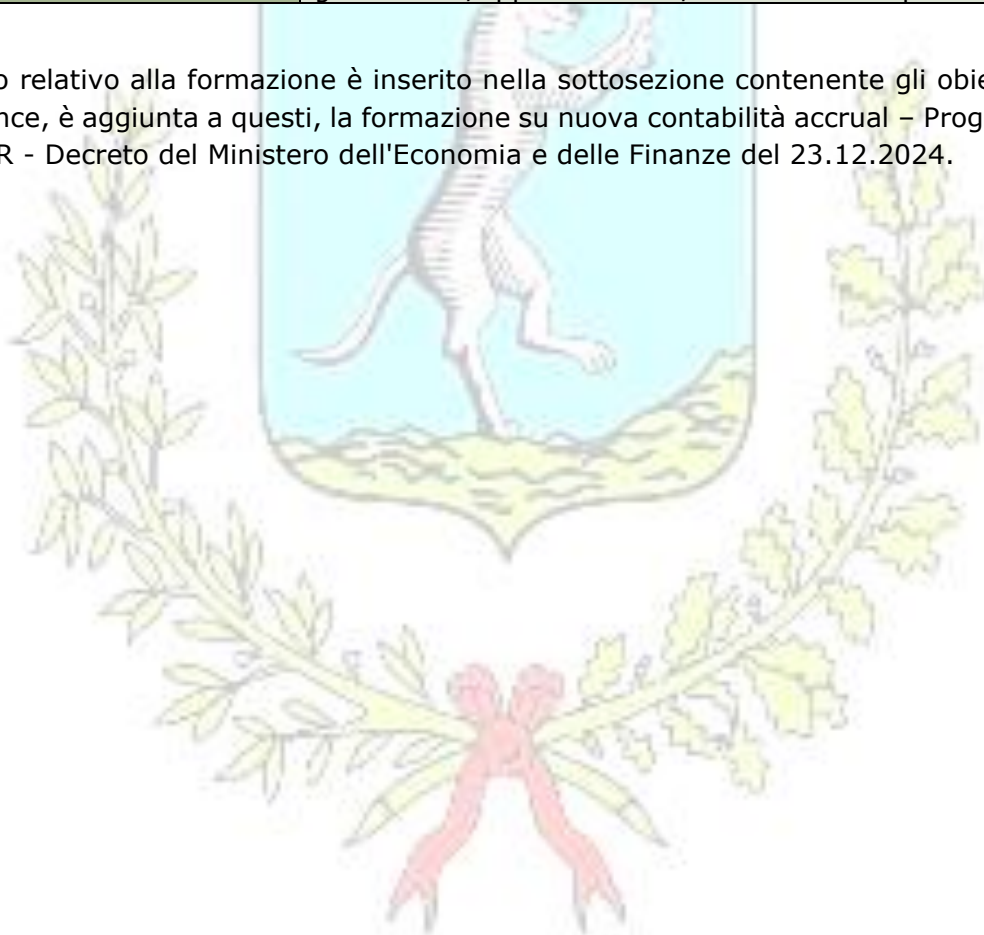 o relativo alla formazione è inserito nella sottosezione contenente gli obie
nce, è aggiunta a questi, la formazione su nuova contabilità accrual – Prog
R - Decreto del Ministero dell'Economia e delle Finanze del 23.12.2024.